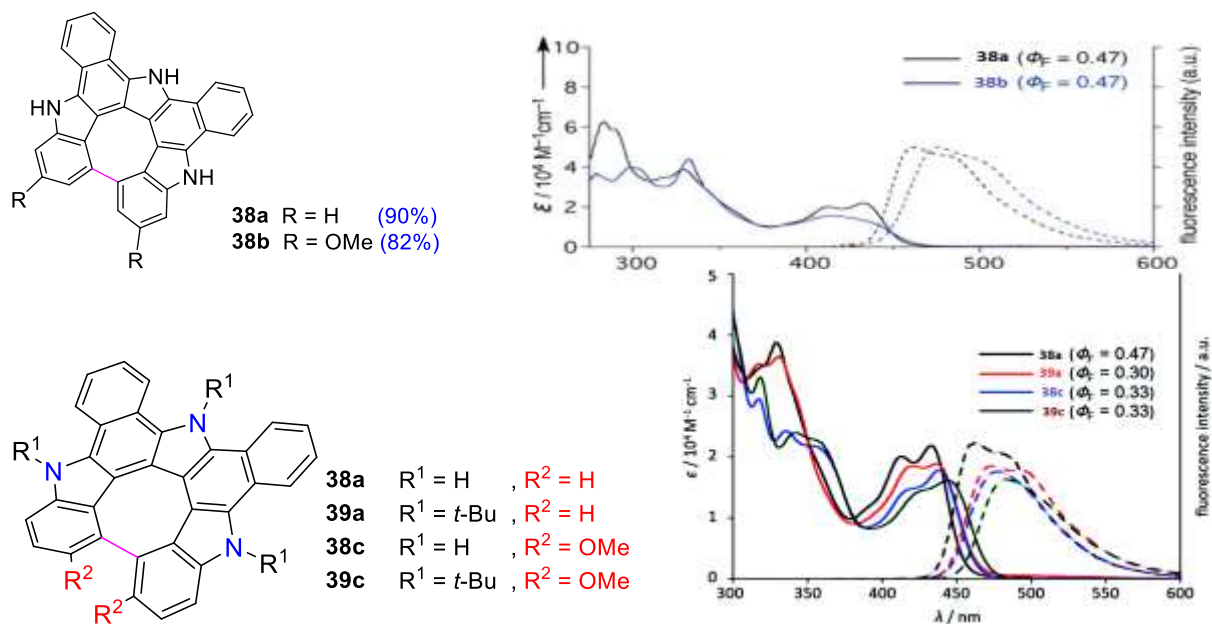 NH
HN
NH
R
R
38a R = H (90%)
38b R = OMe (82%)
10
8
6
4
2
0
ε / 10⁴ M⁻¹cm⁻¹
38a (Φ_F = 0.47)
38b (Φ_F = 0.47)
fluorescence intensity (a.u.)
300
400
500
600
R¹
N
R¹
N
N
R¹
R²
R²
38a R¹ = H , R² = H
39a R¹ = t-Bu , R² = H
38c R¹ = H , R² = OMe
39c R¹ = t-Bu , R² = OMe
5
4
3
2
1
0
ε / 10⁴ M⁻¹ cm⁻¹
38a (Φ_F = 0.47)
39a (Φ_F = 0.30)
38c (Φ_F = 0.33)
39c (Φ_F = 0.33)
fluorescence intensity / a.u.
300
350
400
450
500
550
600
λ / nm